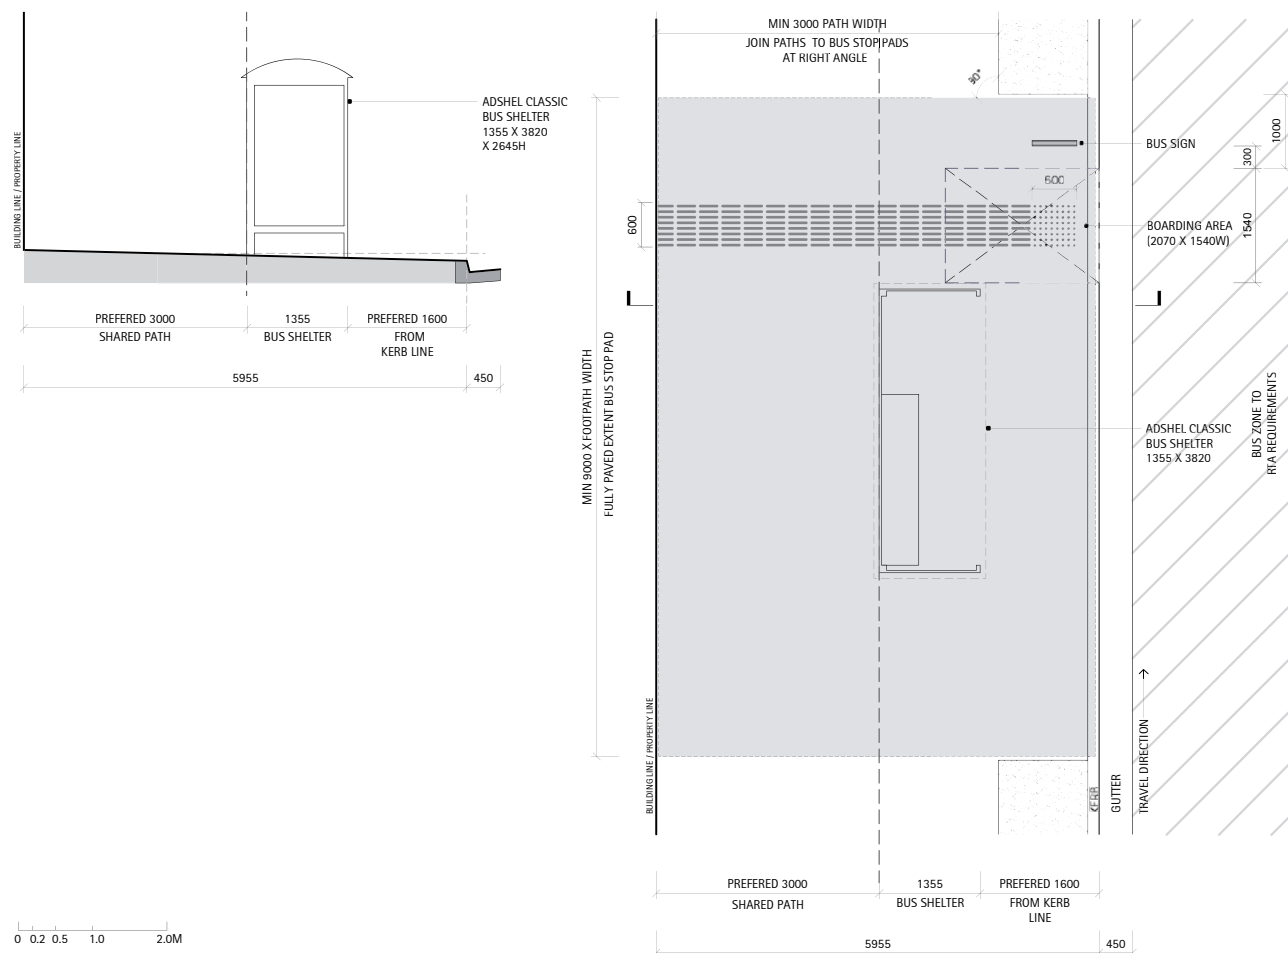 BUILDING LINE / PROPERTY LINE
ADSHEL CLASSIC
BUS SHELTER
1355 X 3820
X 2645H
PREFERED 3000
SHARED PATH
1355
BUS SHELTER
PREFERED 1600
FROM
KERB LINE
5955
450
MIN 3000 PATH WIDTH
JOIN PATHS TO BUS STOP PADS
AT RIGHT ANGLE
90°
BUS SIGN
1000
300
600
600
BOARDING AREA
(2070 X 1540W)
1540
MIN 9000 X FOOTPATH WIDTH
FULLY PAVED EXTENT BUS STOP PAD
ADSHEL CLASSIC
BUS SHELTER
1355 X 3820
BUS ZONE TO
RTA REQUIREMENTS
BUILDING LINE / PROPERTY LINE
KERB
GUTTER
TRAVEL DIRECTION
PREFERED 3000
SHARED PATH
1355
BUS SHELTER
PREFERED 1600
FROM KERB
LINE
5955
450
0 0.2 0.5 1.0 2.0M